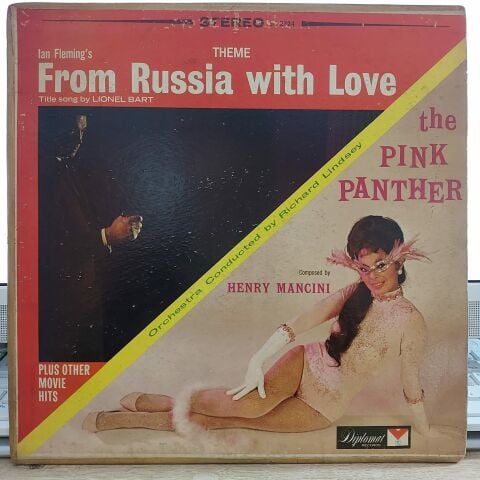 STEREO
Ian Fleming's
THEME
From Russia with Love
Title song by LIONEL BART
the
PINK
PANTHER
Orchestra Conducted by Richard Lindsey
Composed by
HENRY MANCINI
PLUS OTHER
MOVIE
HITS
Diplomat
RECORDS